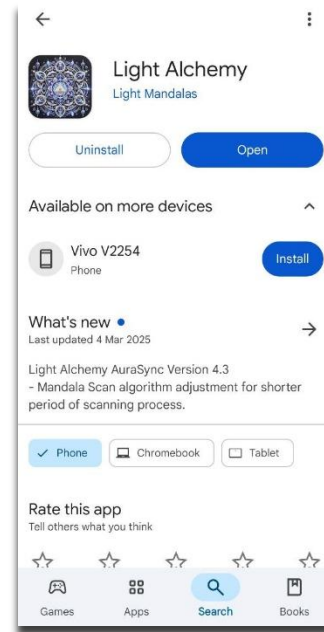 Light Alchemy
Light Mandalas
Uninstall
Open
Available on more devices
Vivo V2254
Phone
Install
What's new
Last updated 4 Mar 2025
Light Alchemy AuraSync Version 4.3
- Mandala Scan algorithm adjustment for shorter
period of scanning process.
Phone
Chromebook
Tablet
Rate this app
Tell others what you think
Games
Apps
Search
Books